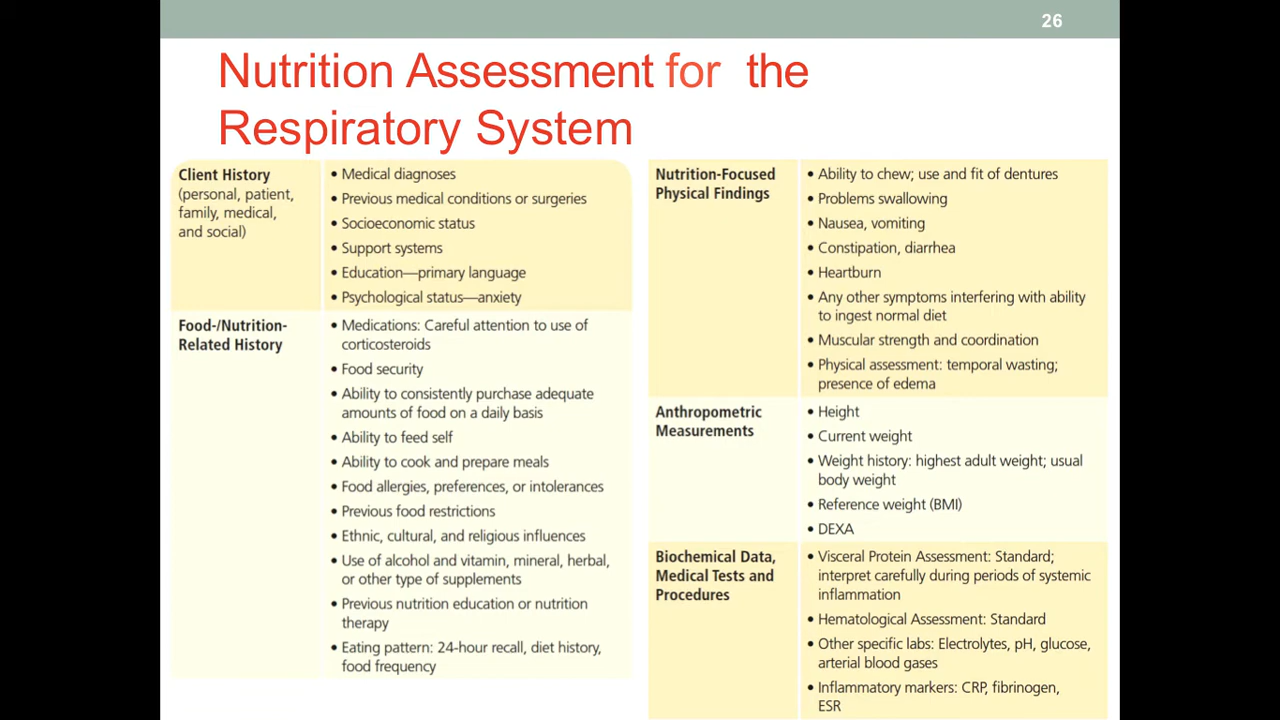 26
Nutrition Assessment for the
Respiratory System
Client History
(personal, patient,
family, medical,
and social)
• Medical diagnoses
• Previous medical conditions or surgeries
• Socioeconomic status
• Support systems
• Education—primary language
• Psychological status—anxiety
Food-/Nutrition-
Related History
• Medications: Careful attention to use of
corticosteroids
• Food security
• Ability to consistently purchase adequate
amounts of food on a daily basis
• Ability to feed self
• Ability to cook and prepare meals
• Food allergies, preferences, or intolerances
• Previous food restrictions
• Ethnic, cultural, and religious influences
• Use of alcohol and vitamin, mineral, herbal,
or other type of supplements
• Previous nutrition education or nutrition
therapy
• Eating pattern: 24-hour recall, diet history,
food frequency
Nutrition-Focused
Physical Findings
• Ability to chew; use and fit of dentures
• Problems swallowing
• Nausea, vomiting
• Constipation, diarrhea
• Heartburn
• Any other symptoms interfering with ability
to ingest normal diet
• Muscular strength and coordination
• Physical assessment: temporal wasting;
presence of edema
Anthropometric
Measurements
• Height
• Current weight
• Weight history: highest adult weight; usual
body weight
• Reference weight (BMI)
• DEXA
Biochemical Data,
Medical Tests and
Procedures
• Visceral Protein Assessment: Standard;
interpret carefully during periods of systemic
inflammation
• Hematological Assessment: Standard
• Other specific labs: Electrolytes, pH, glucose,
arterial blood gases
• Inflammatory markers: CRP, fibrinogen,
ESR